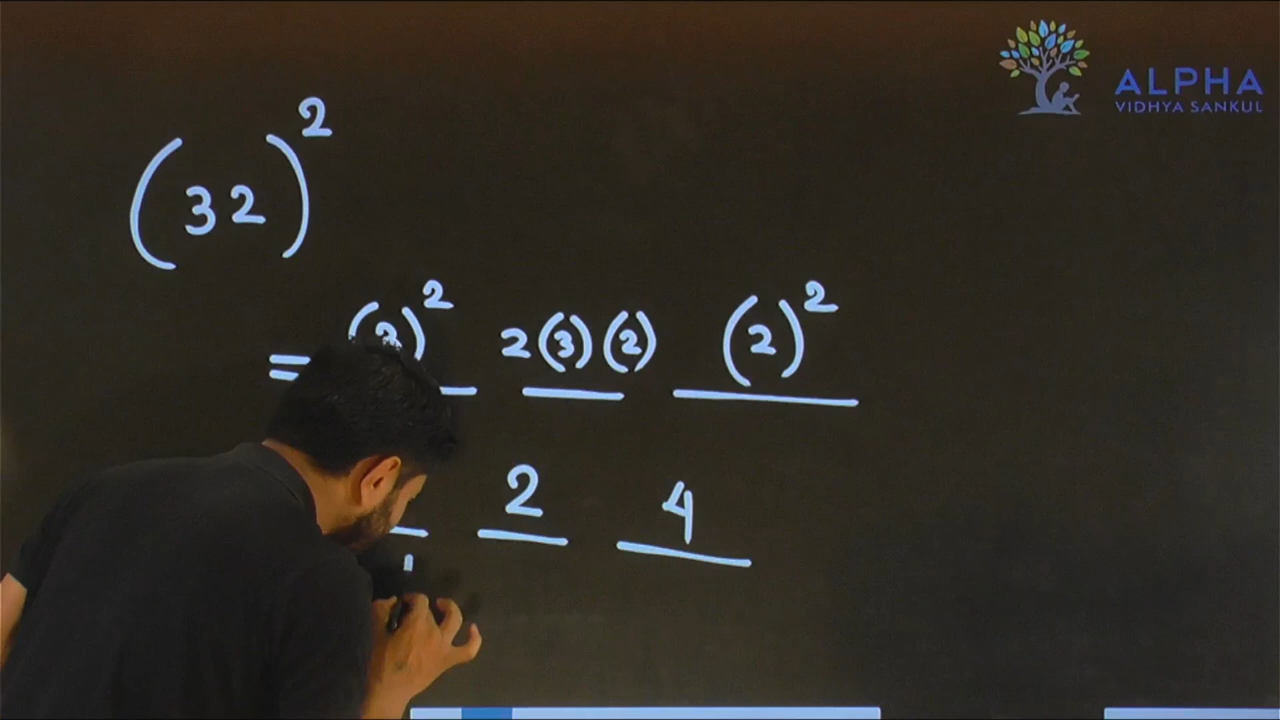 ALPHA
VIDHYA SANKUL
(32)²
= (3)² 2(3)(2) (2)²
2 4